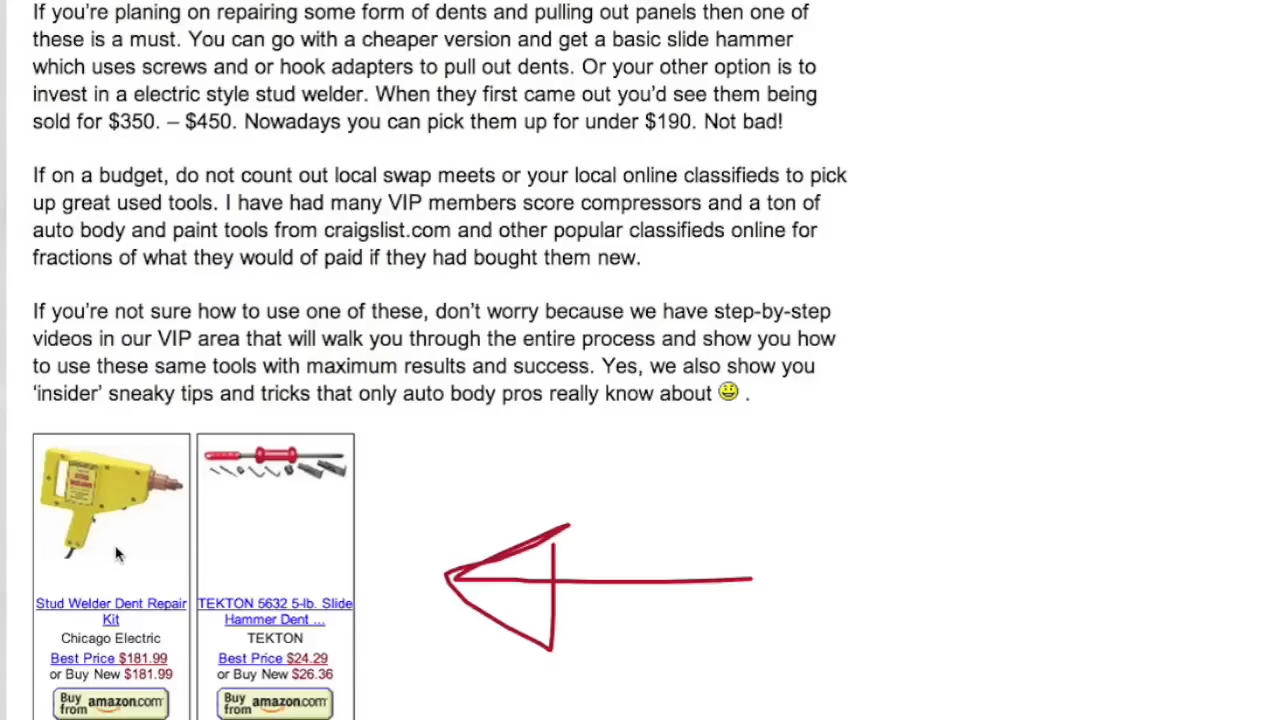 If you're planing on repairing some form of dents and pulling out panels then one of
these is a must. You can go with a cheaper version and get a basic slide hammer
which uses screws and or hook adapters to pull out dents. Or your other option is to
invest in a electric style stud welder. When they first came out you'd see them being
sold for $350. – $450. Nowadays you can pick them up for under $190. Not bad!
If on a budget, do not count out local swap meets or your local online classifieds to pick
up great used tools. I have had many VIP members score compressors and a ton of
auto body and paint tools from craigslist.com and other popular classifieds online for
fractions of what they would of paid if they had bought them new.
If you're not sure how to use one of these, don't worry because we have step-by-step
videos in our VIP area that will walk you through the entire process and show you how
to use these same tools with maximum results and success. Yes, we also show you
'insider' sneaky tips and tricks that only auto body pros really know about .
Stud Welder Dent Repair
Kit
Chicago Electric
Best Price $181.99
or Buy New $181.99
Buy
from amazon.com
TEKTON 5632 5-lb. Slide
Hammer Dent ...
TEKTON
Best Price $24.29
or Buy New $26.36
Buy
from amazon.com